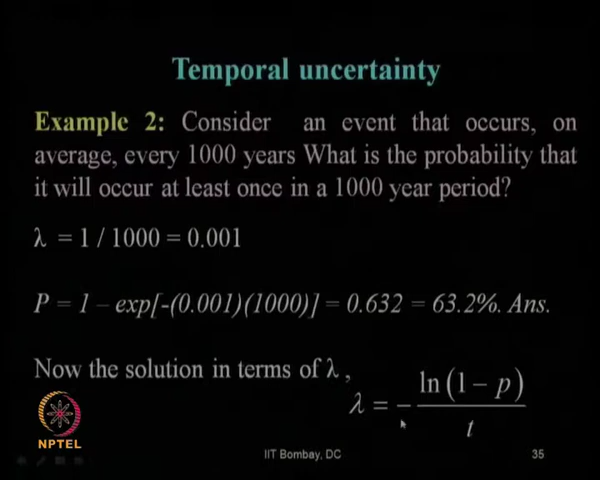 Temporal uncertainty
Example 2: Consider an event that occurs, on
average, every 1000 years What is the probability that
it will occur at least once in a 1000 year period?
λ = 1 / 1000 = 0.001
P = 1 – exp[-(0.001)(1000)] = 0.632 = 63.2%. Ans.
Now the solution in terms of λ ,
λ = − ln (1 − p) / t
NPTEL
IIT Bombay, DC
35